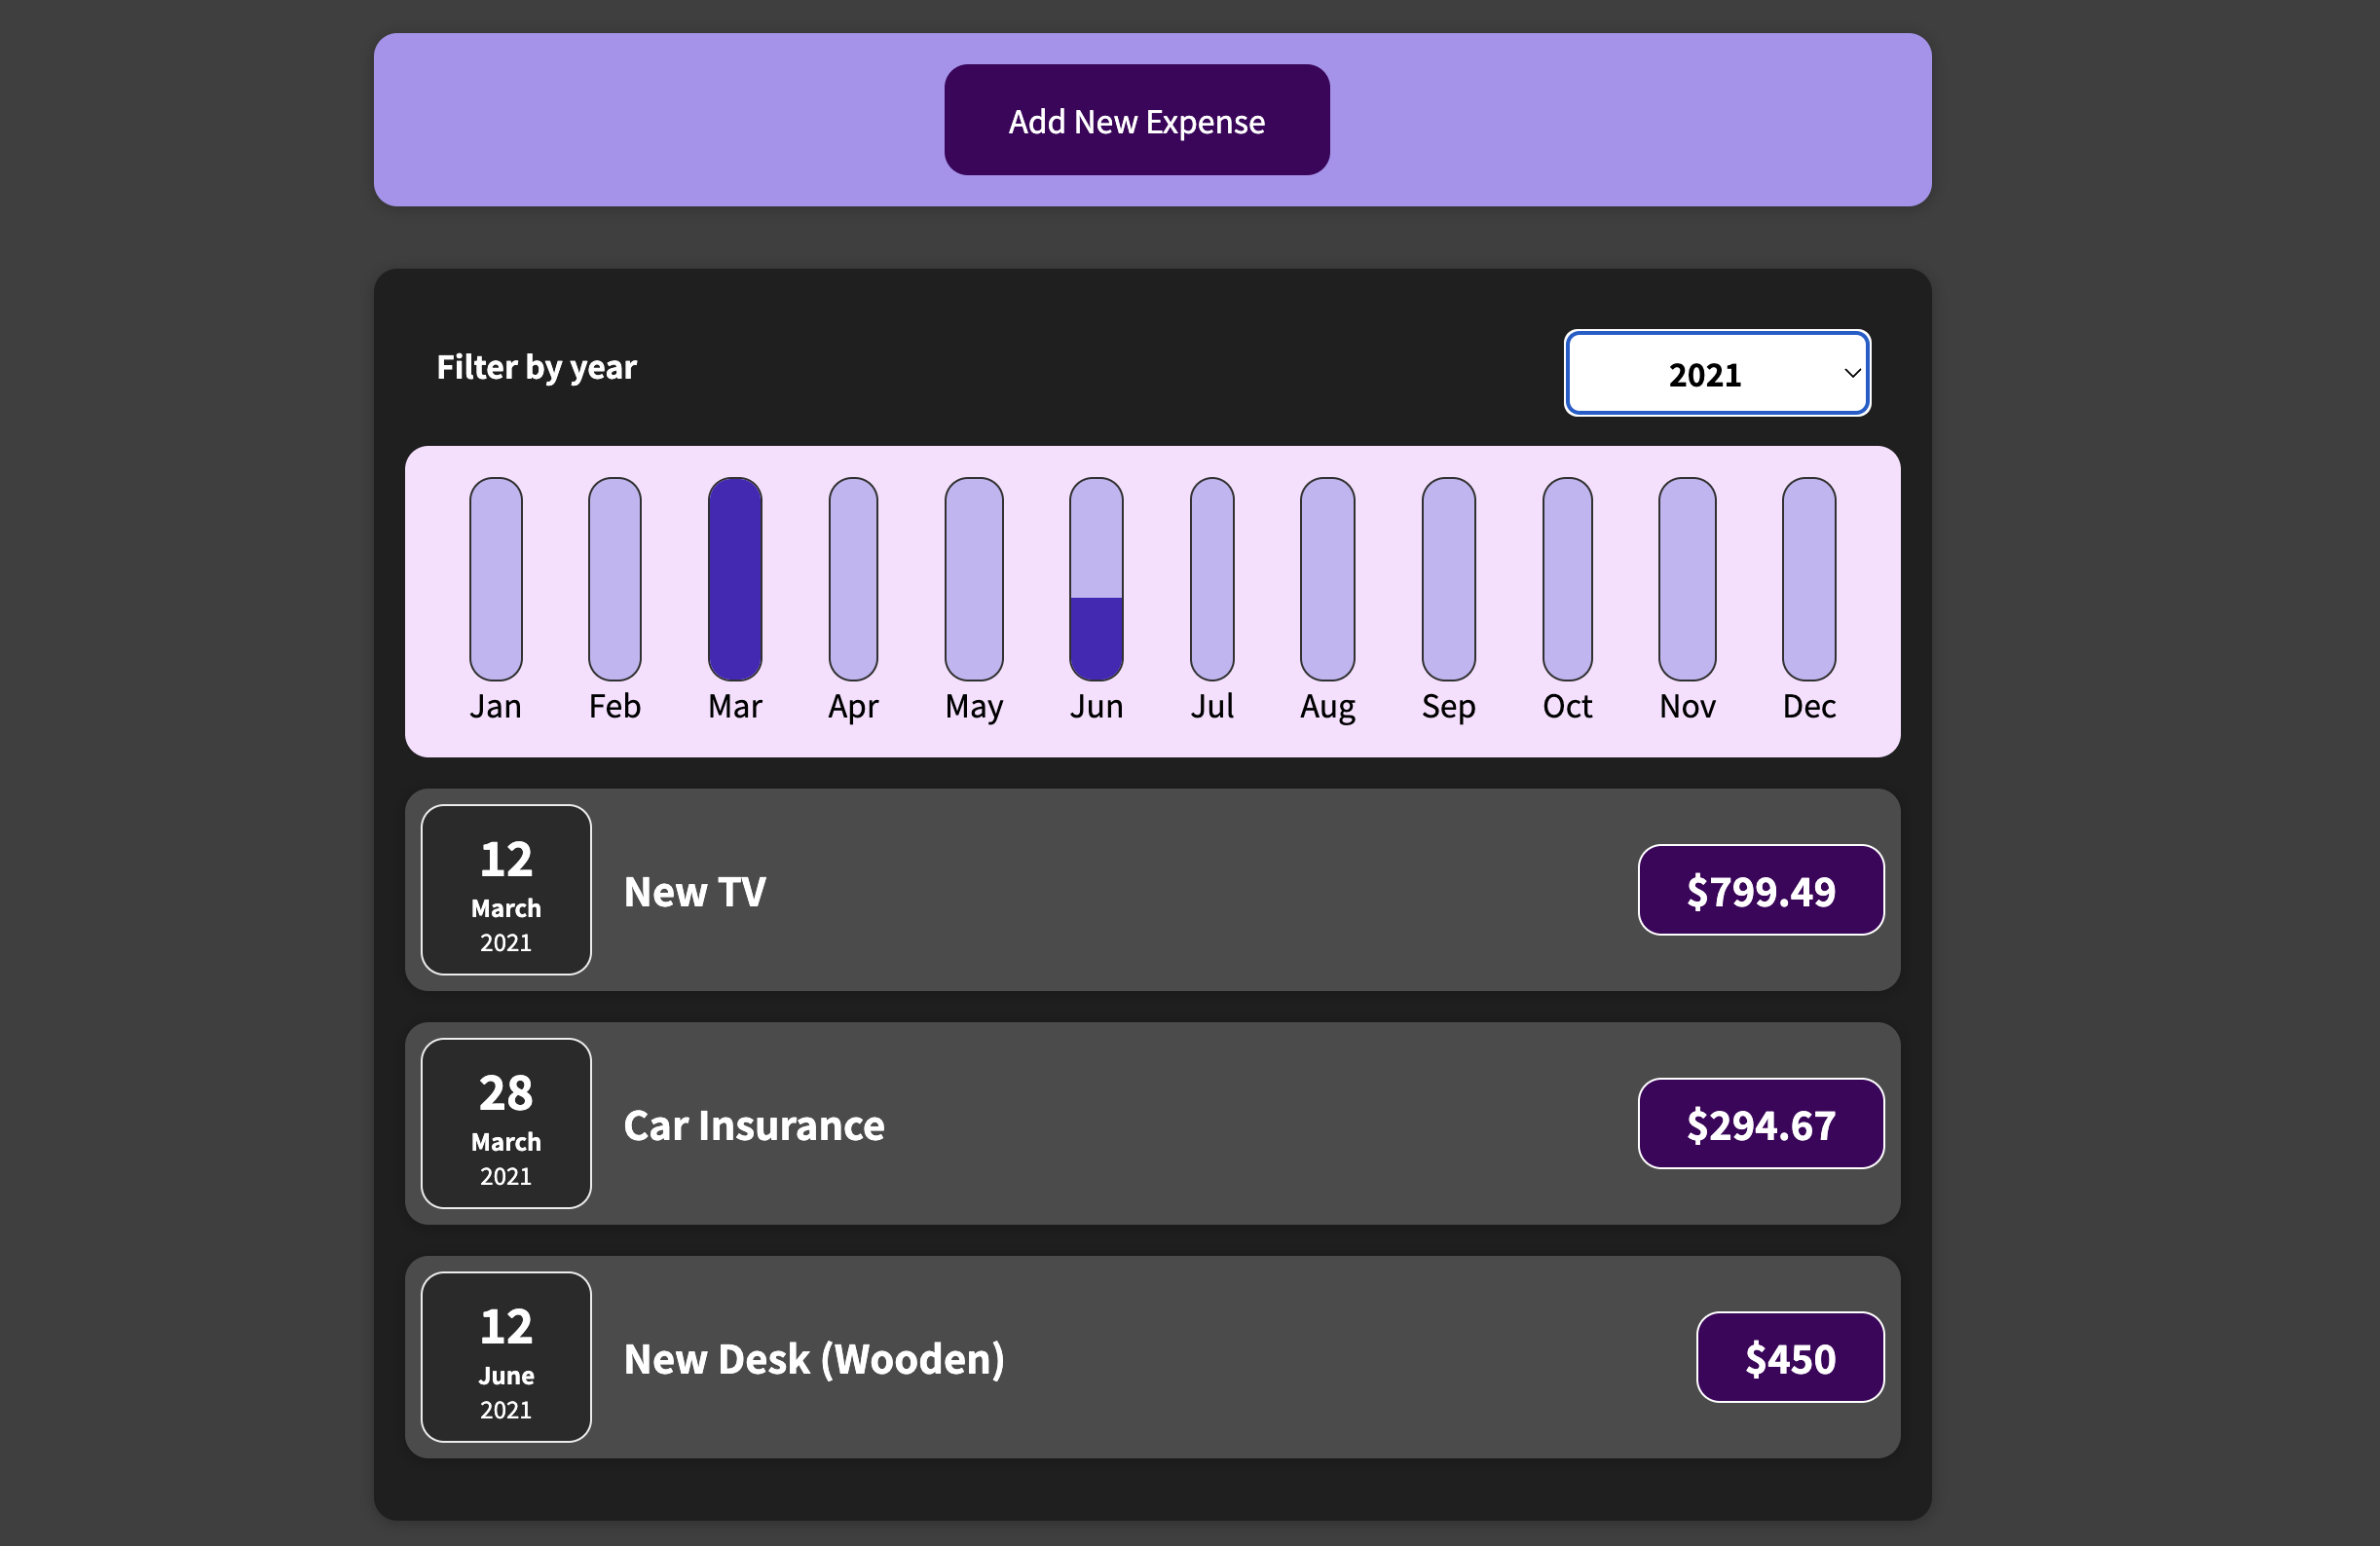 Add New Expense
Filter by year
2021
Jan Feb Mar Apr May Jun Jul Aug Sep Oct Nov Dec
12
March
2021
New TV
$799.49
28
March
2021
Car Insurance
$294.67
12
June
2021
New Desk (Wooden)
$450